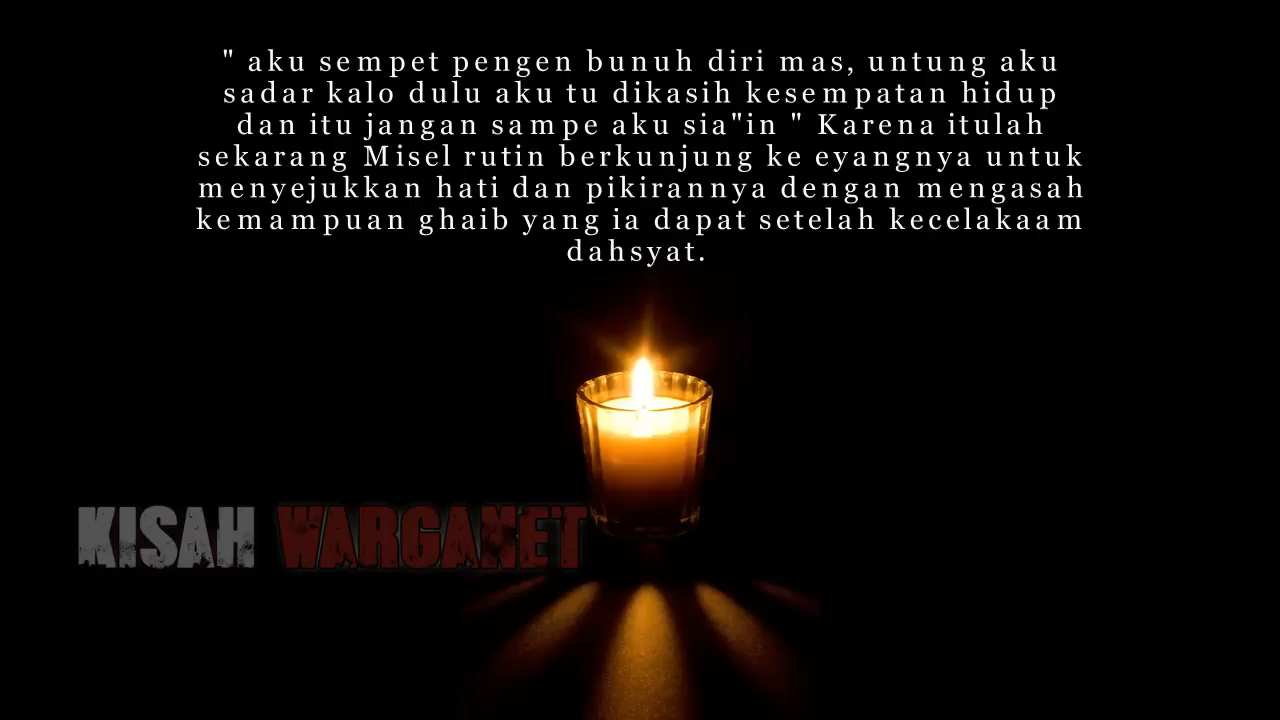 " aku sempet pengen bunuh diri mas, untung aku
sadar kalo dulu aku tu dikasih kesempatan hidup
dan itu jangan sampe aku sia"in " Karena itulah
sekarang Misel rutin berkunjung ke eyangnya untuk
menyejukkan hati dan pikirannya dengan mengasah
kemampuan ghaib yang ia dapat setelah kecelakaam
dahsyat.
KISAH WARGANET